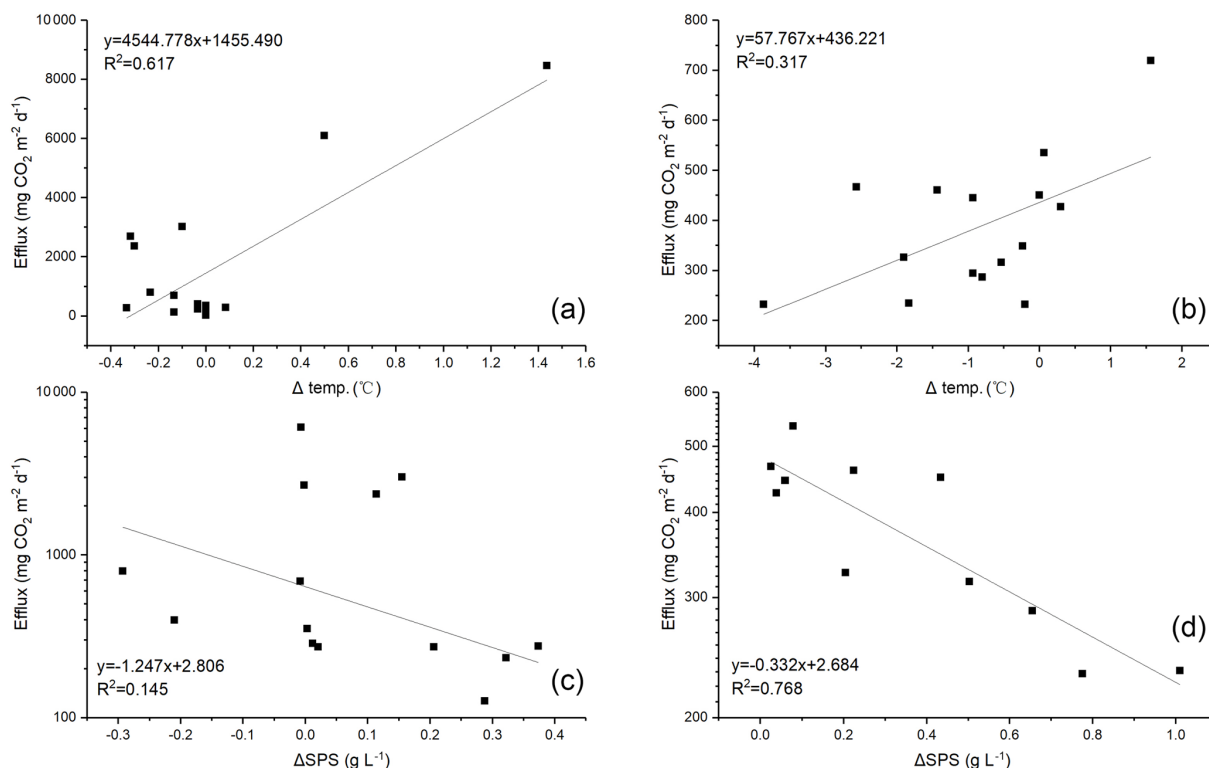 y=4544.778x+1455.490
R²=0.617
(a)
Efflux (mg CO₂ m⁻² d⁻¹)
10 000
8000
6000
4000
2000
0
-0.4 -0.2 0.0 0.2 0.4 0.6 0.8 1.0 1.2 1.4 1.6
Δ temp. (℃)
y=57.767x+436.221
R²=0.317
(b)
Efflux (mg CO₂ m⁻² d⁻¹)
800
700
600
500
400
300
200
-4 -3 -2 -1 0 1 2
Δ temp. (℃)
y=-1.247x+2.806
R²=0.145
(c)
Efflux (mg CO₂ m⁻² d⁻¹)
10 000
1000
100
-0.3 -0.2 -0.1 0.0 0.1 0.2 0.3 0.4
ΔSPS (g L⁻¹)
y=-0.332x+2.684
R²=0.768
(d)
Efflux (mg CO₂ m⁻² d⁻¹)
600
500
400
300
200
0.0 0.2 0.4 0.6 0.8 1.0
ΔSPS (g L⁻¹)